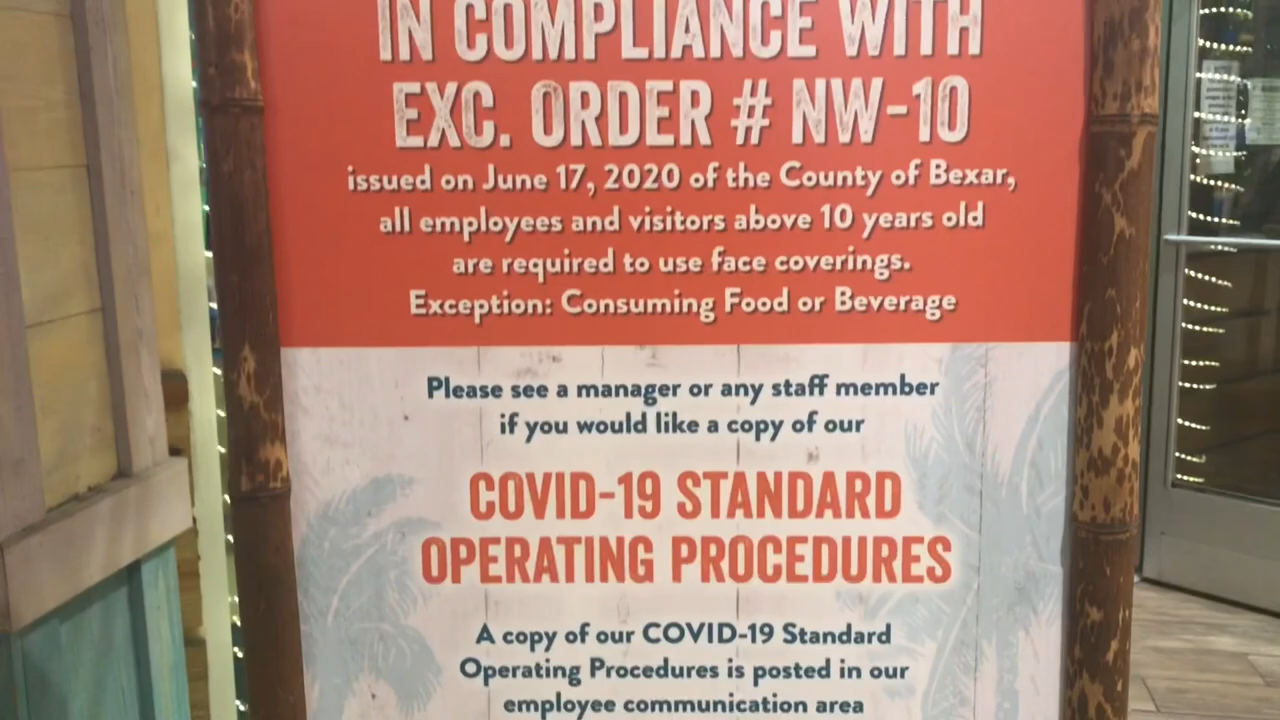 IN COMPLIANCE WITH
EXC. ORDER # NW-10
issued on June 17, 2020 of the County of Bexar,
all employees and visitors above 10 years old
are required to use face coverings.
Exception: Consuming Food or Beverage
Please see a manager or any staff member
if you would like a copy of our
COVID-19 STANDARD
OPERATING PROCEDURES
A copy of our COVID-19 Standard
Operating Procedures is posted in our
employee communication area